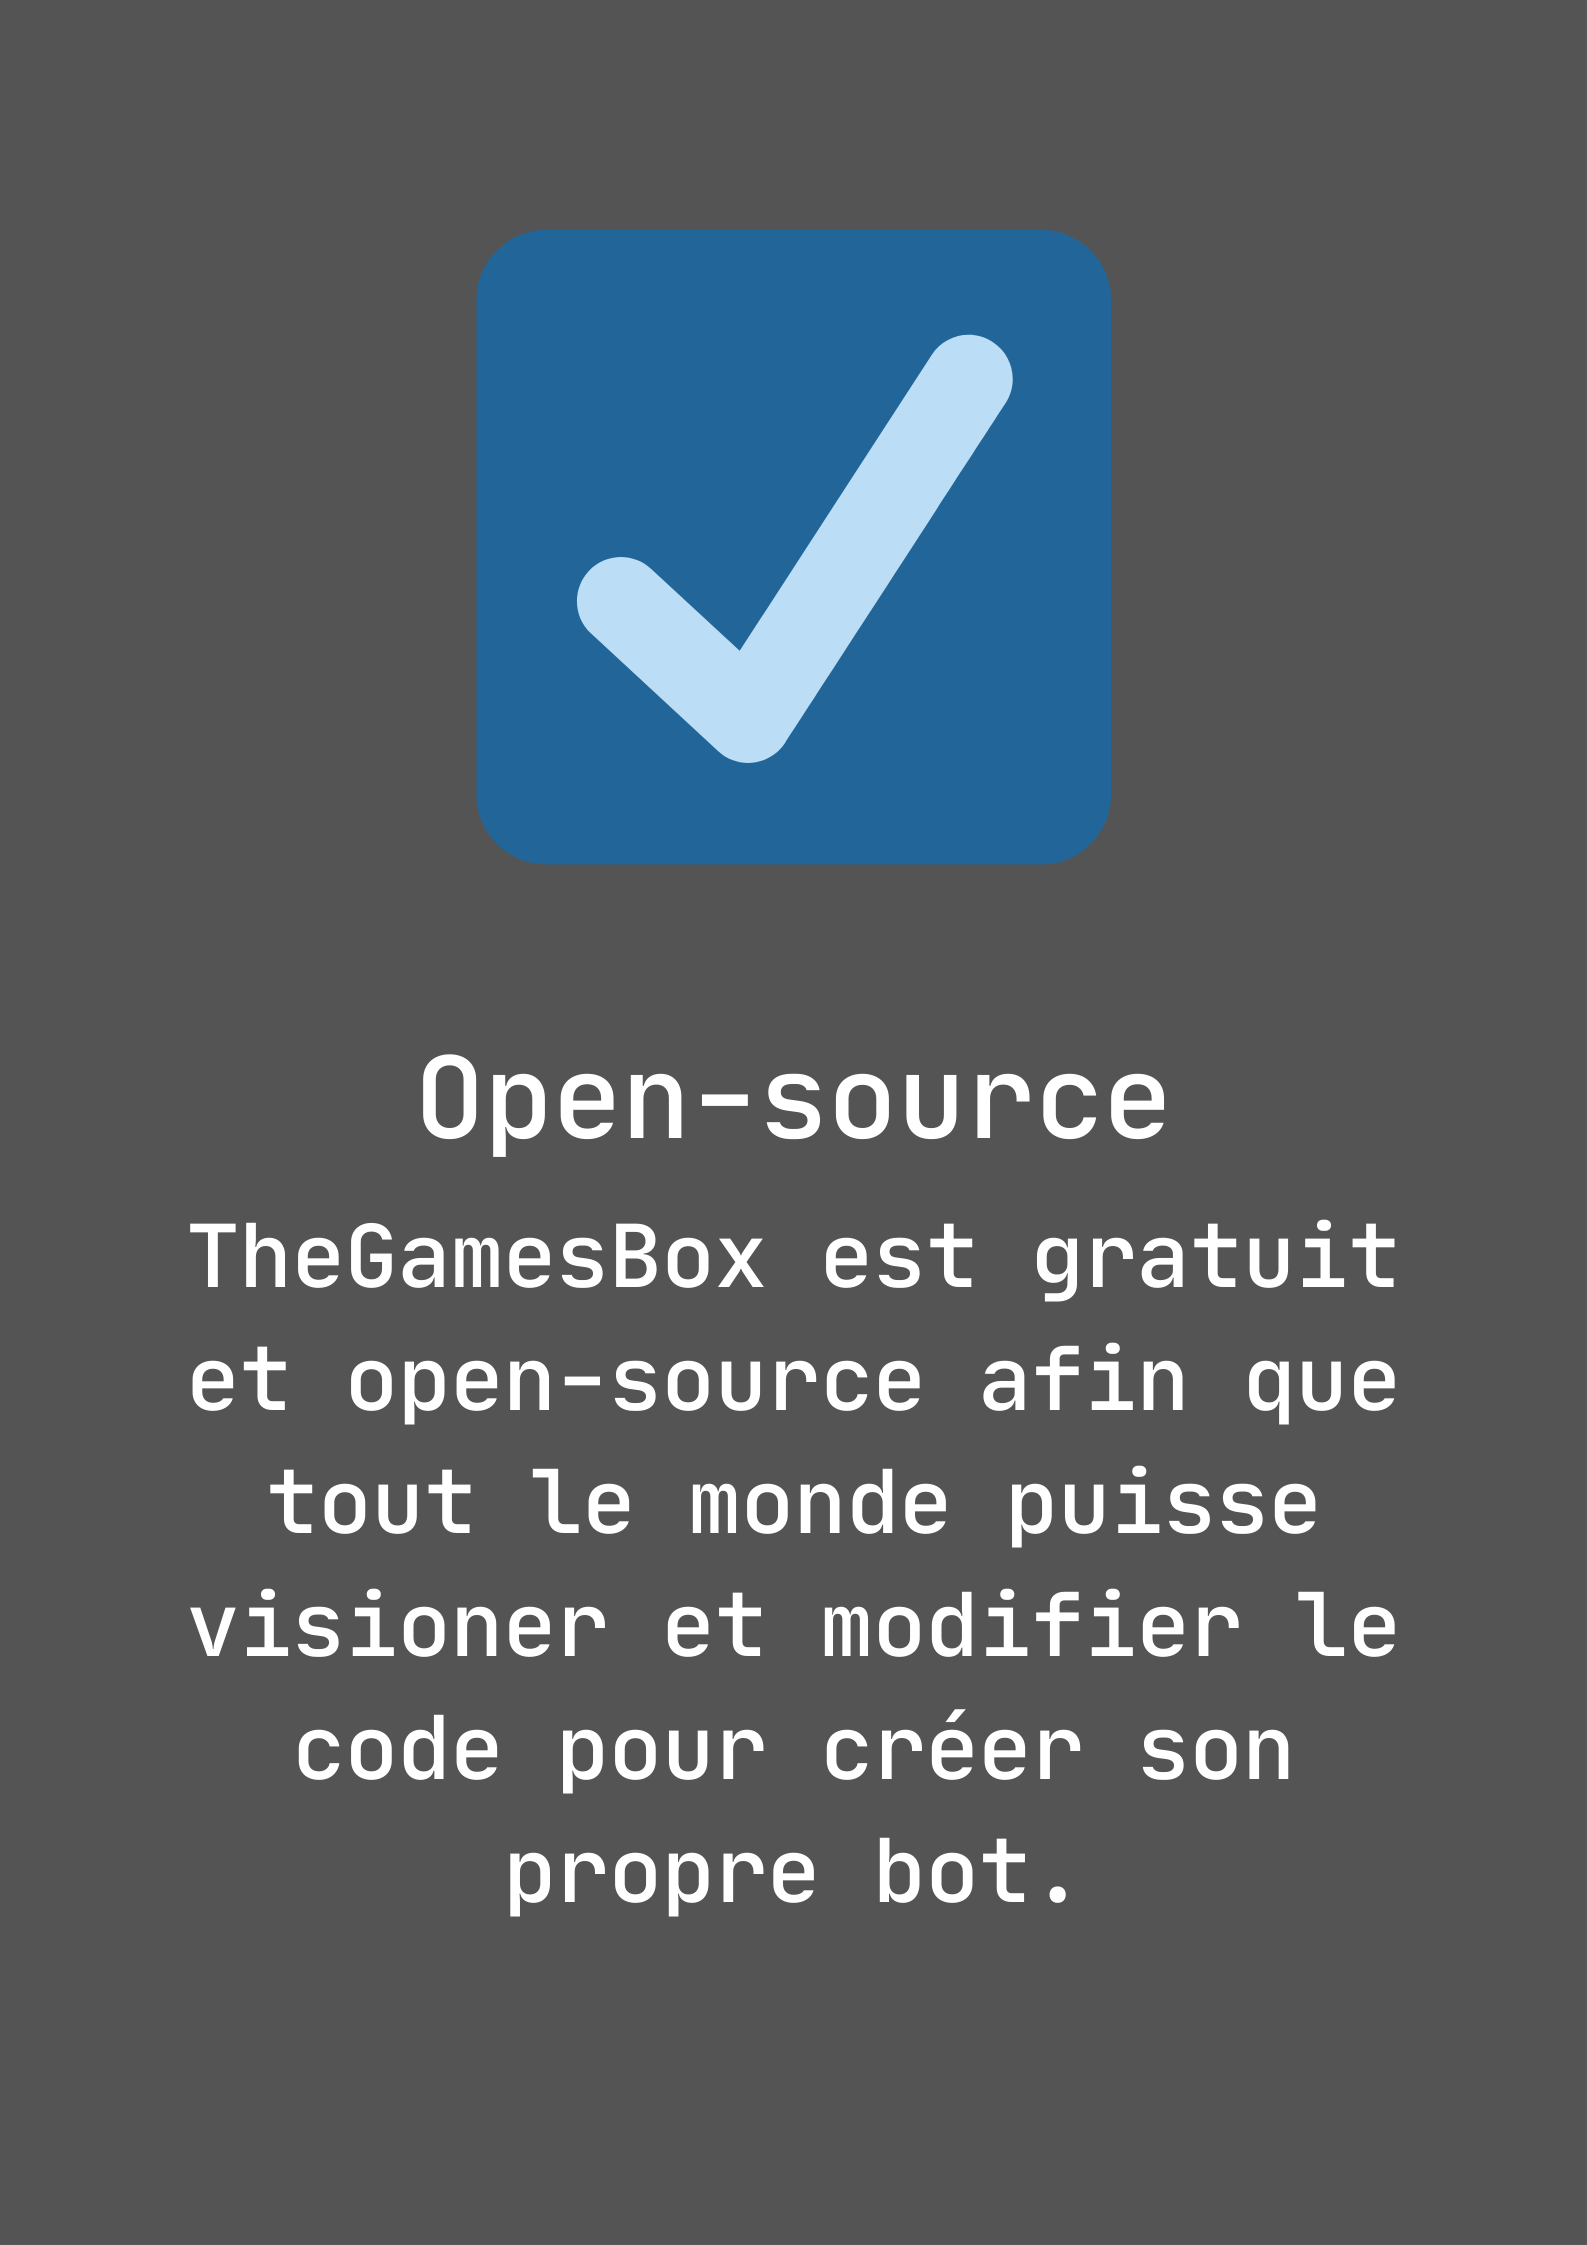 Open-source
TheGamesBox est gratuit
et open-source afin que
tout le monde puisse
visioner et modifier le
code pour créer son
propre bot.